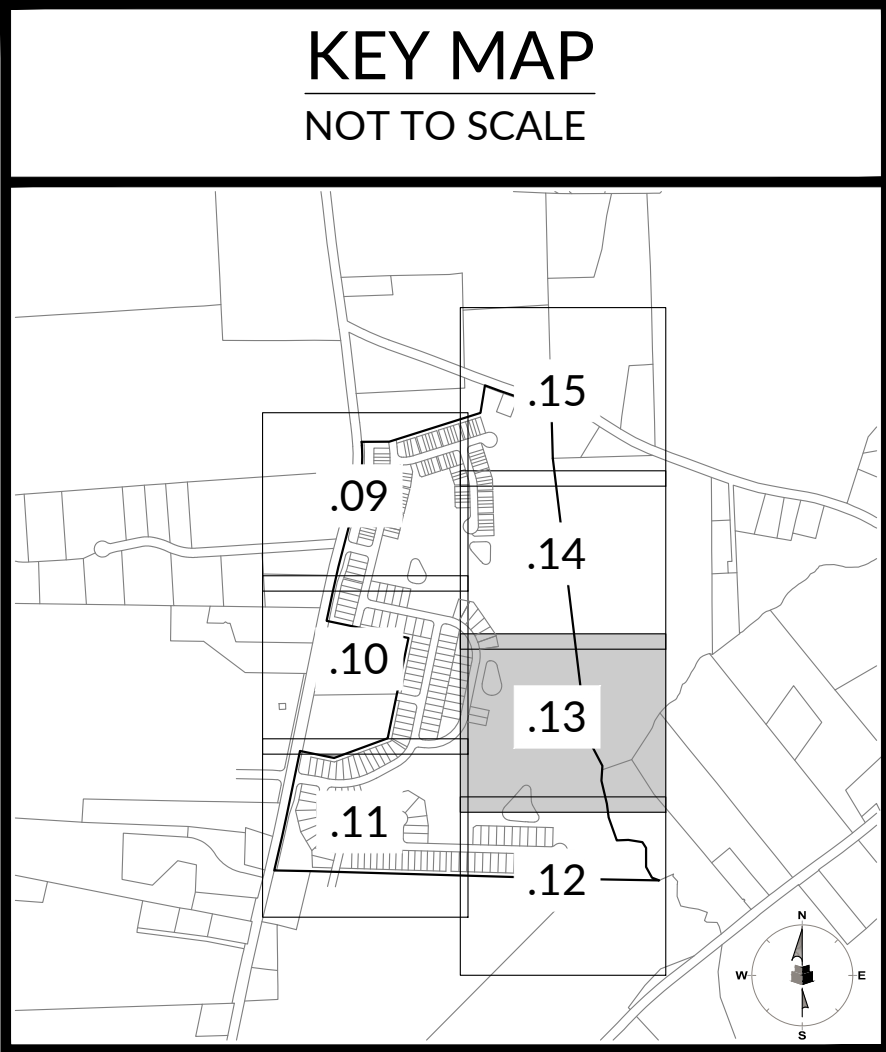 KEY MAP
NOT TO SCALE
.15
.09
.14
.10
.13
.11
.12
N
W E
S